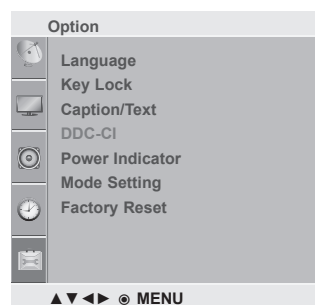 Option
Language
Key Lock
Caption/Text
DDC-CI
Power Indicator
Mode Setting
Factory Reset
▲▼◄► ◉ MENU